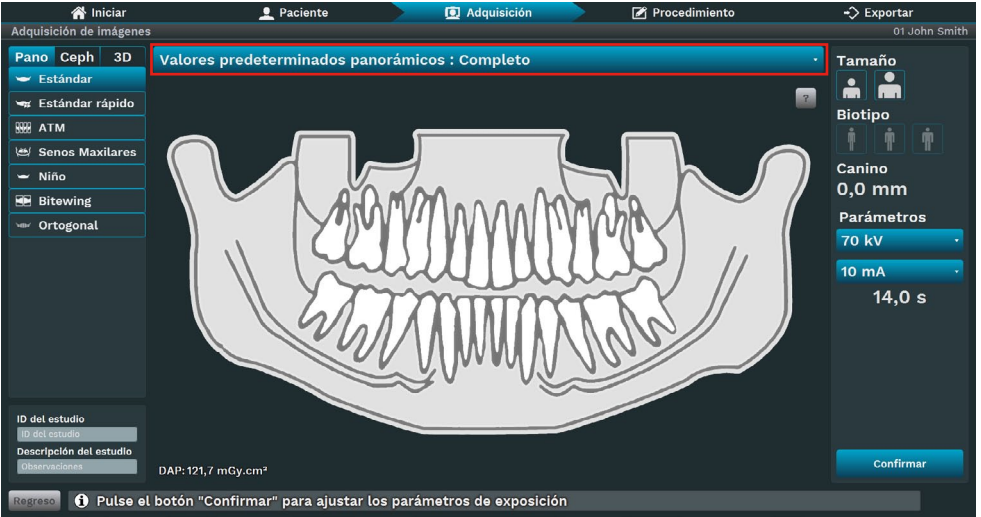 Iniciar
Paciente
Adquisición
Procedimiento
Exportar
Adquisición de imágenes
01 John Smith
Pano Ceph 3D
Estándar
Estándar rápido
ATM
Senos Maxilares
Niño
Bitewing
Ortogonal
ID del estudio
ID del estudio
Descripción del estudio
Observaciones
Valores predeterminados panorámicos : Completo
?
DAP: 121,7 mGy.cm²
Tamaño
Biotipo
Canino
0,0 mm
Parámetros
70 kV
10 mA
14,0 s
Confirmar
Regreso
Pulse el botón "Confirmar" para ajustar los parámetros de exposición